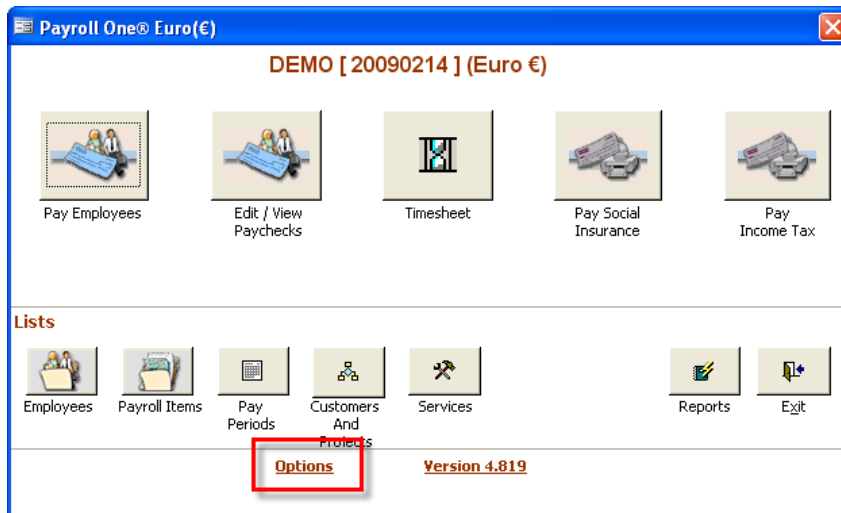 Payroll One® Euro(€)
DEMO [ 20090214 ] (Euro €)
Pay Employees
Edit / View
Paychecks
Timesheet
Pay Social
Insurance
Pay
Income Tax
Lists
Employees
Payroll Items
Pay
Periods
Customers
And
Projects
Services
Reports
Exit
Options
Version 4.819